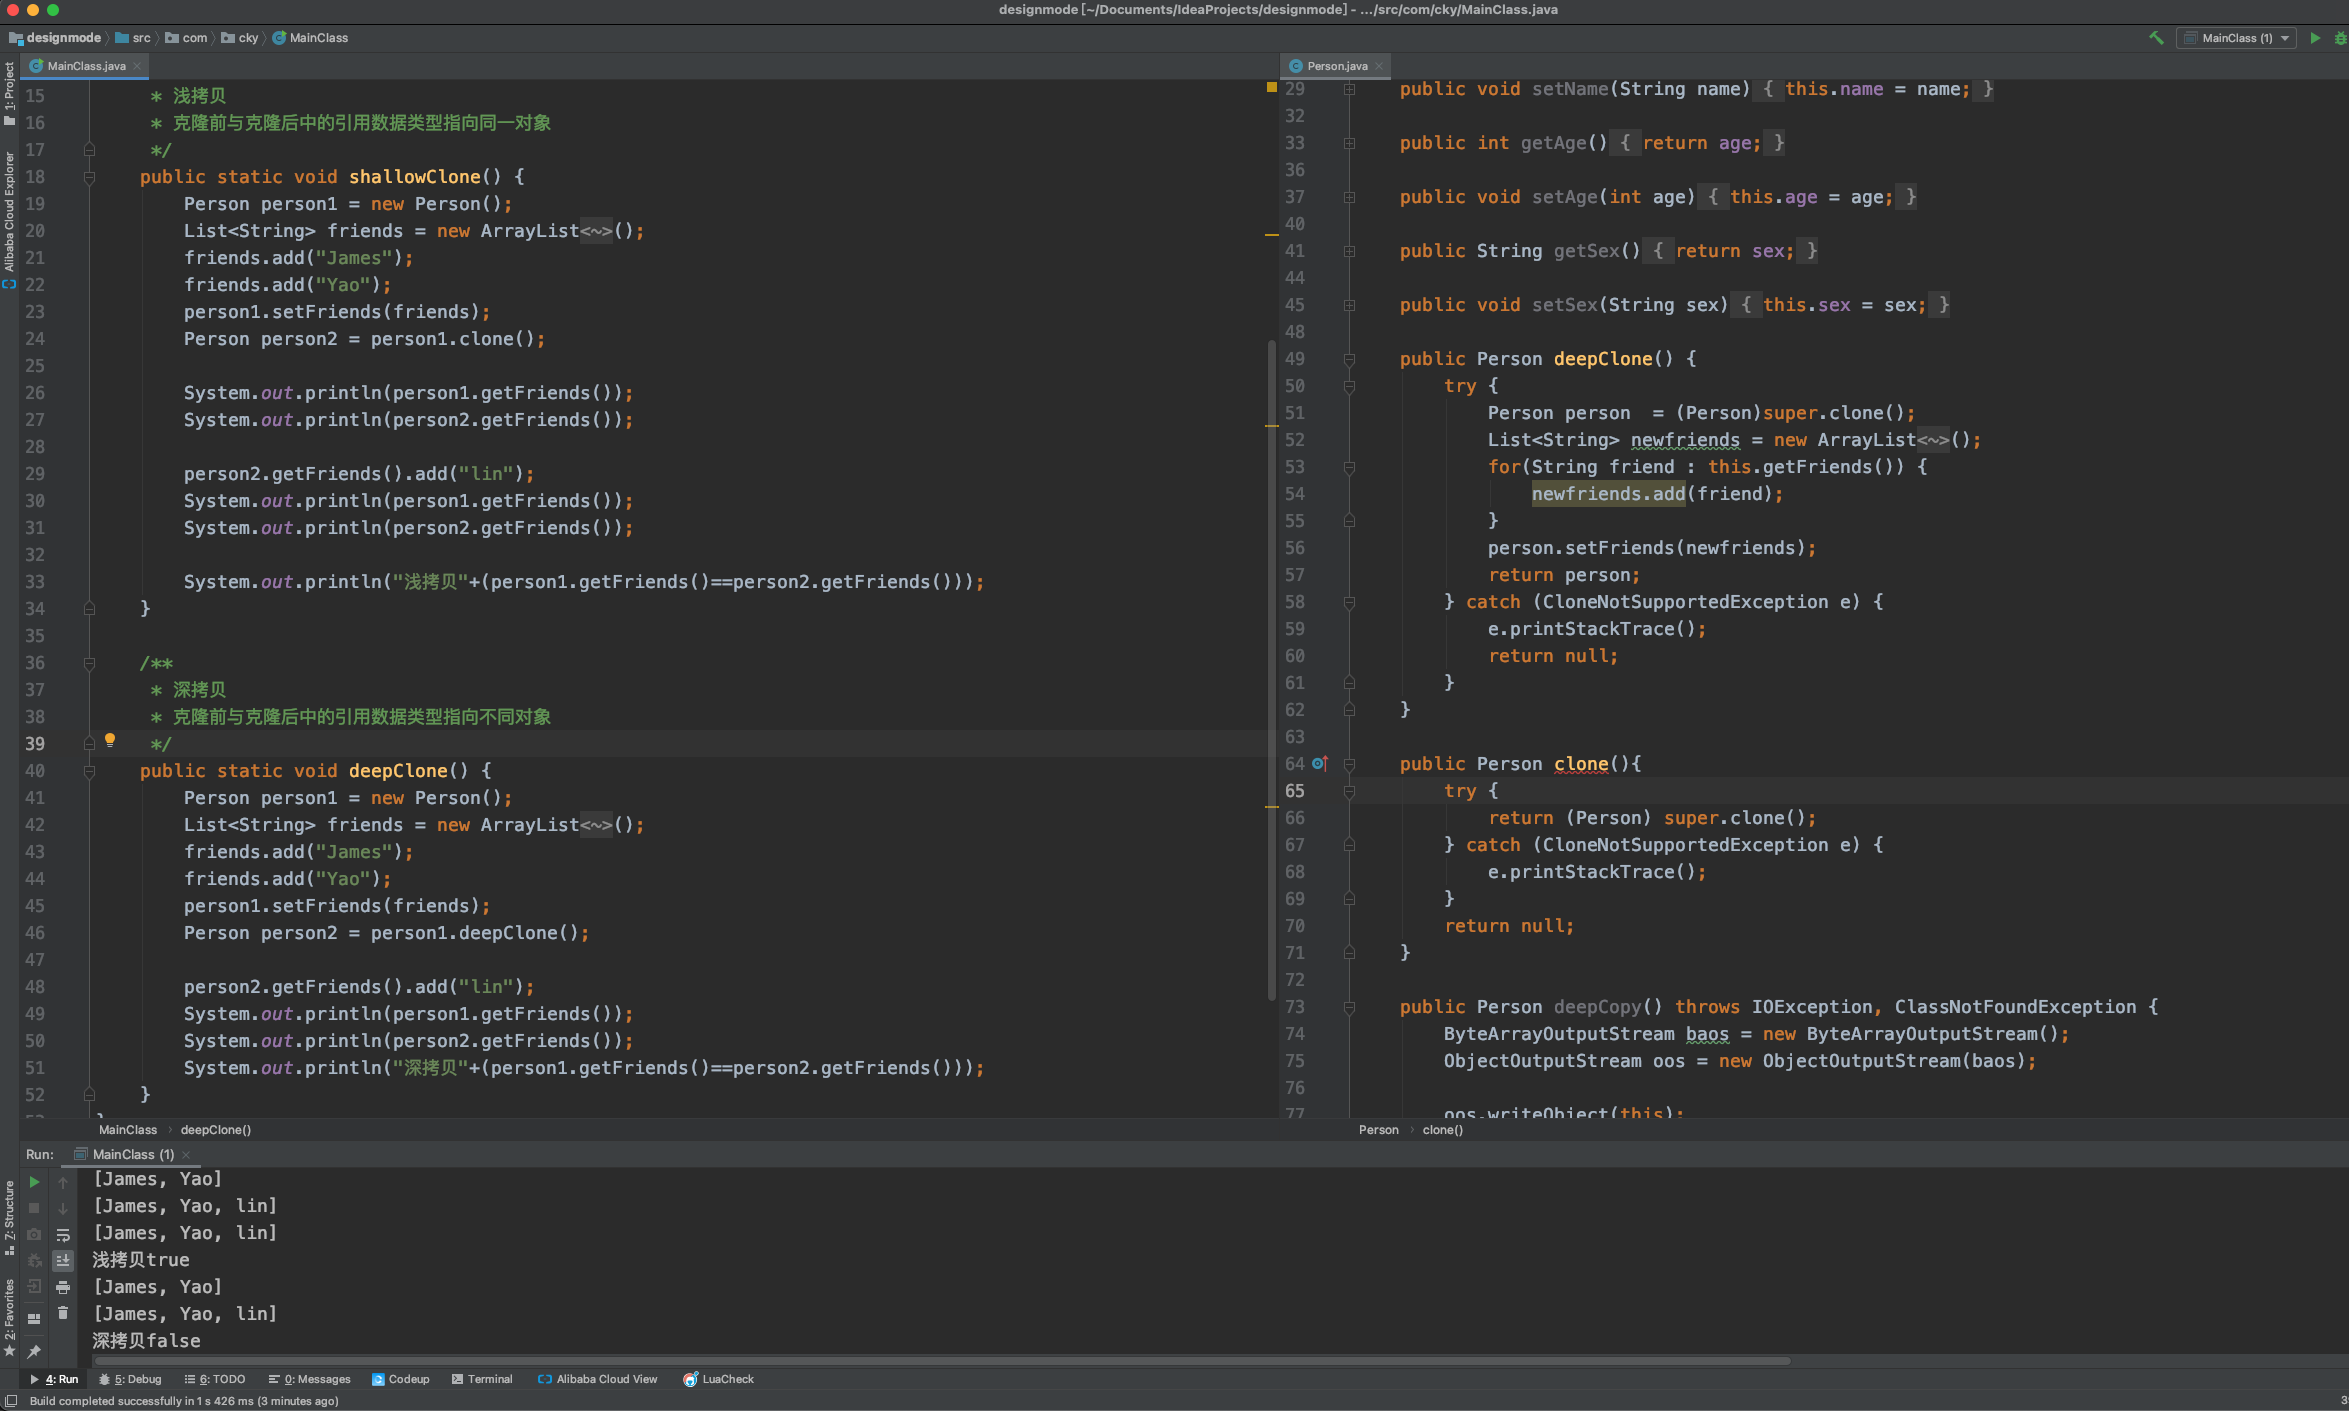 designmode [~/Documents/IdeaProjects/designmode] - .../src/com/cky/MainClass.java
designmode src com cky MainClass
MainClass (1)
1: Project
Alibaba Cloud Explorer
Z: Structure
2: Favorites
MainClass.java
15 * 浅拷贝
16 * 克隆前与克隆后中的引用数据类型指向同一对象
17 */
18 public static void shallowClone() {
19 Person person1 = new Person();
20 List<String> friends = new ArrayList<~>();
21 friends.add("James");
22 friends.add("Yao");
23 person1.setFriends(friends);
24 Person person2 = person1.clone();
25
26 System.out.println(person1.getFriends());
27 System.out.println(person2.getFriends());
28
29 person2.getFriends().add("lin");
30 System.out.println(person1.getFriends());
31 System.out.println(person2.getFriends());
32
33 System.out.println("浅拷贝"+(person1.getFriends()==person2.getFriends()));
34 }
35
36 /**
37 * 深拷贝
38 * 克隆前与克隆后中的引用数据类型指向不同对象
39 */
40 public static void deepClone() {
41 Person person1 = new Person();
42 List<String> friends = new ArrayList<~>();
43 friends.add("James");
44 friends.add("Yao");
45 person1.setFriends(friends);
46 Person person2 = person1.deepClone();
47
48 person2.getFriends().add("lin");
49 System.out.println(person1.getFriends());
50 System.out.println(person2.getFriends());
51 System.out.println("深拷贝"+(person1.getFriends()==person2.getFriends()));
52 }
MainClass deepClone()
Person.java
29 public void setName(String name) { this.name = name; }
32
33 public int getAge() { return age; }
36
37 public void setAge(int age) { this.age = age; }
40
41 public String getSex() { return sex; }
44
45 public void setSex(String sex) { this.sex = sex; }
48
49 public Person deepClone() {
50 try {
51 Person person = (Person)super.clone();
52 List<String> newfriends = new ArrayList<~>();
53 for(String friend : this.getFriends()) {
54 newfriends.add(friend);
55 }
56 person.setFriends(newfriends);
57 return person;
58 } catch (CloneNotSupportedException e) {
59 e.printStackTrace();
60 return null;
61 }
62 }
63
64 public Person clone(){
65 try {
66 return (Person) super.clone();
67 } catch (CloneNotSupportedException e) {
68 e.printStackTrace();
69 }
70 return null;
71 }
72
73 public Person deepCopy() throws IOException, ClassNotFoundException {
74 ByteArrayOutputStream baos = new ByteArrayOutputStream();
75 ObjectOutputStream oos = new ObjectOutputStream(baos);
76
77 oos.writeObject(this);
Person clone()
Run: MainClass (1)
[James, Yao]
[James, Yao, lin]
[James, Yao, lin]
浅拷贝true
[James, Yao]
[James, Yao, lin]
深拷贝false
4: Run 5: Debug 6: TODO 0: Messages Codeup Terminal Alibaba Cloud View LuaCheck
Build completed successfully in 1 s 426 ms (3 minutes ago)